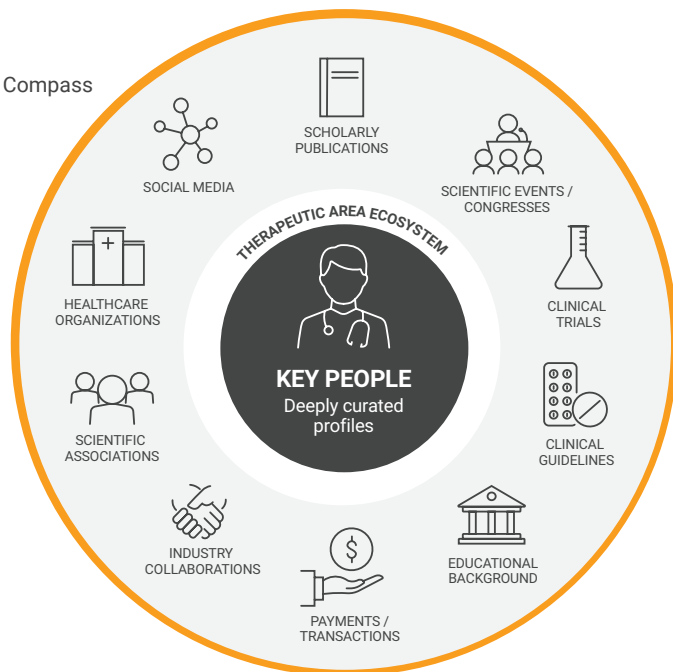 Compass
SCHOLARLY
PUBLICATIONS
SOCIAL MEDIA
SCIENTIFIC EVENTS /
CONGRESSES
THERAPEUTIC AREA ECOSYSTEM
HEALTHCARE
ORGANIZATIONS
CLINICAL
TRIALS
KEY PEOPLE
Deeply curated
profiles
SCIENTIFIC
ASSOCIATIONS
CLINICAL
GUIDELINES
INDUSTRY
COLLABORATIONS
EDUCATIONAL
BACKGROUND
$
PAYMENTS /
TRANSACTIONS